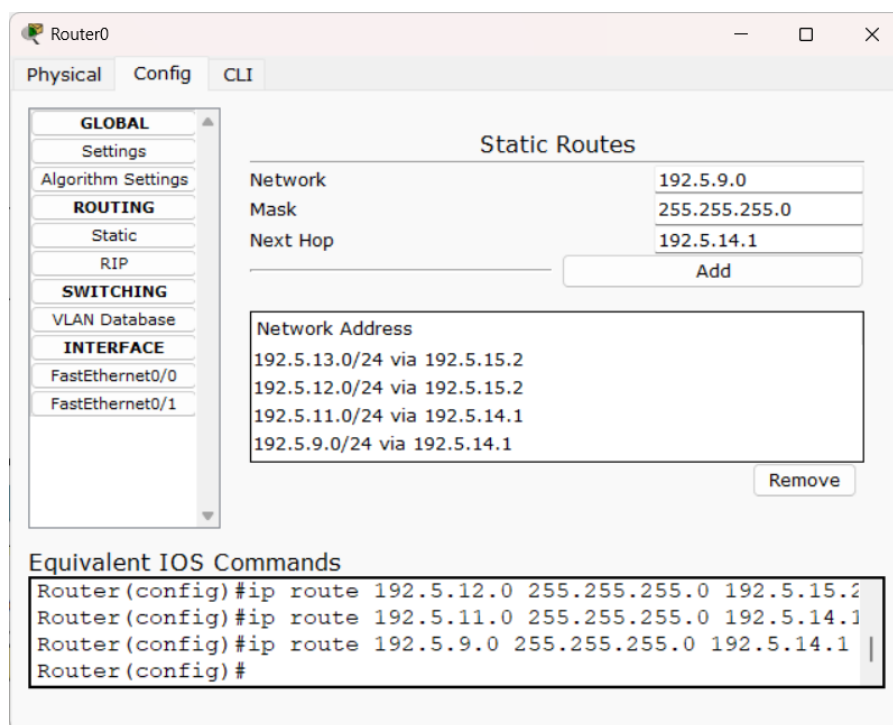 Router0
Physical Config CLI
GLOBAL
Settings
Algorithm Settings
ROUTING
Static
RIP
SWITCHING
VLAN Database
INTERFACE
FastEthernet0/0
FastEthernet0/1
Static Routes
Network 192.5.9.0
Mask 255.255.255.0
Next Hop 192.5.14.1
Add
Network Address
192.5.13.0/24 via 192.5.15.2
192.5.12.0/24 via 192.5.15.2
192.5.11.0/24 via 192.5.14.1
192.5.9.0/24 via 192.5.14.1
Remove
Equivalent IOS Commands
Router(config)#ip route 192.5.12.0 255.255.255.0 192.5.15.2
Router(config)#ip route 192.5.11.0 255.255.255.0 192.5.14.1
Router(config)#ip route 192.5.9.0 255.255.255.0 192.5.14.1
Router(config)#